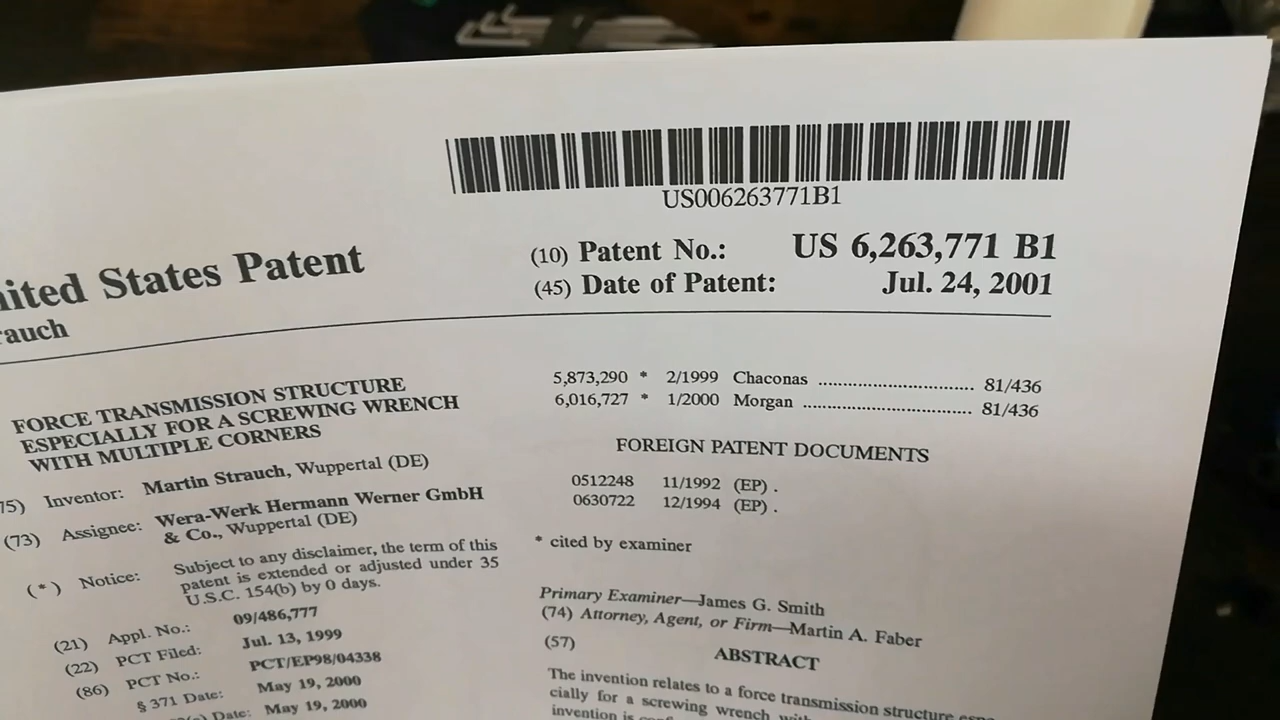 US006263771B1
United States Patent
(10) Patent No.: US 6,263,771 B1
rauch
(45) Date of Patent: Jul. 24, 2001
FORCE TRANSMISSION STRUCTURE
ESPECIALLY FOR A SCREWING WRENCH
WITH MULTIPLE CORNERS
75) Inventor: Martin Strauch, Wuppertal (DE)
(73) Assignee: Wera-Werk Hermann Werner GmbH
& Co., Wuppertal (DE)
(*) Notice: Subject to any disclaimer, the term of this
patent is extended or adjusted under 35
U.S.C. 154(b) by 0 days.
(21) Appl. No.: 09/486,777
(22) PCT Filed: Jul. 13, 1999
(86) PCT No.: PCT/EP98/04338
§ 371 Date: May 19, 2000
Date: May 19, 2000
5,873,290 * 2/1999 Chaconas .............................. 81/436
6,016,727 * 1/2000 Morgan ................................. 81/436
FOREIGN PATENT DOCUMENTS
0512248 11/1992 (EP) .
0630722 12/1994 (EP) .
* cited by examiner
Primary Examiner—James G. Smith
(74) Attorney, Agent, or Firm—Martin A. Faber
(57) ABSTRACT
The invention relates to a force transmission structure espe-
cially for a screwing wrench with
invention is